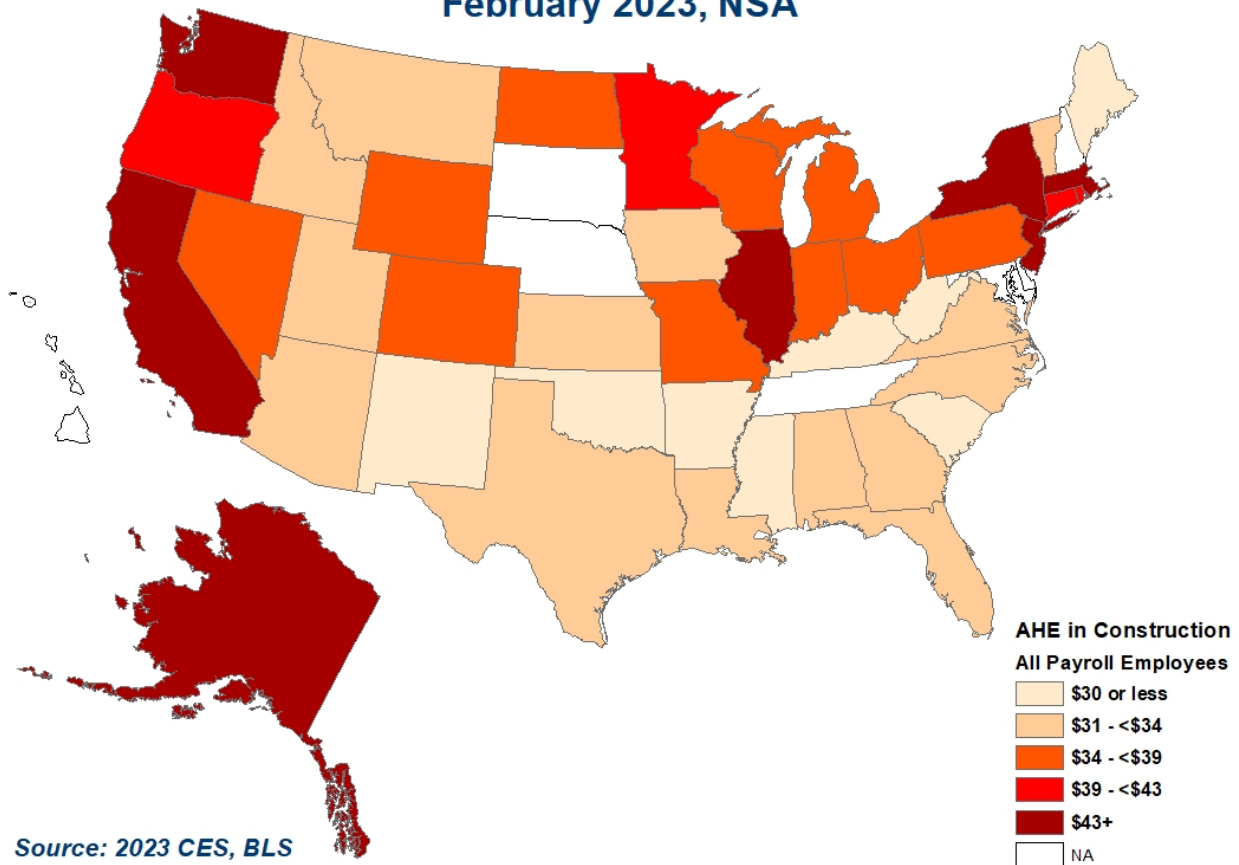 February 2023, NSA
AHE in Construction
All Payroll Employees
$30 or less
$31 - <$34
$34 - <$39
$39 - <$43
$43+
NA
Source: 2023 CES, BLS